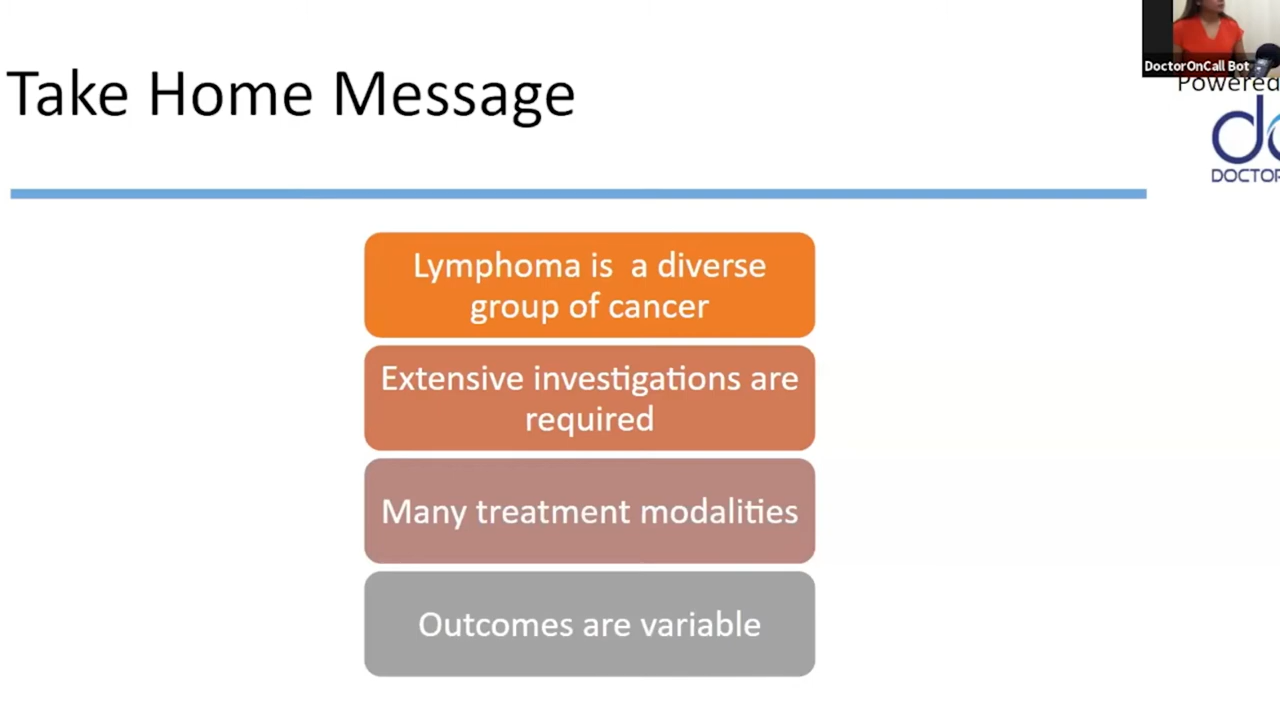 DoctorOnCall Bot
Powered
Take Home Message
do
DOCTOR
Lymphoma is  a diverse
group of cancer
Extensive investigations are
required
Many treatment modalities
Outcomes are variable